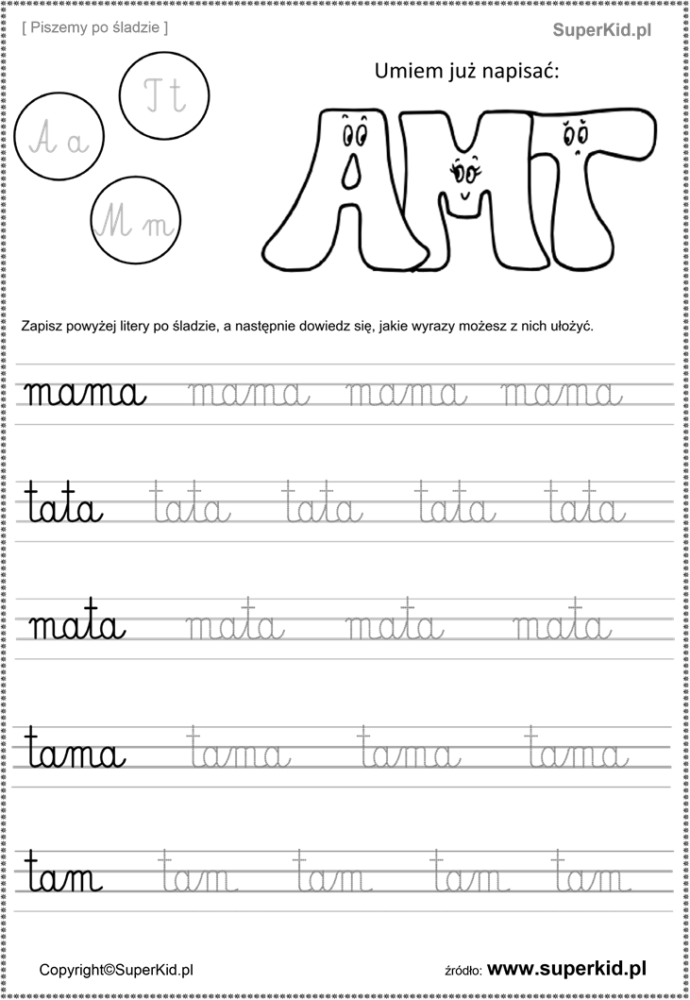 [ Piszemy po śladzie ]
SuperKid.pl
Umiem już napisać:
T t
A a
M m
AMT
Zapisz powyżej litery po śladzie, a następnie dowiedz się, jakie wyrazy możesz z nich ułożyć.
mama mama mama mama
tata tata tata tata tata
mata mata mata mata
tama tama tama tama
tam tam tam tam tam
Copyright©SuperKid.pl
źródło: www.superkid.pl